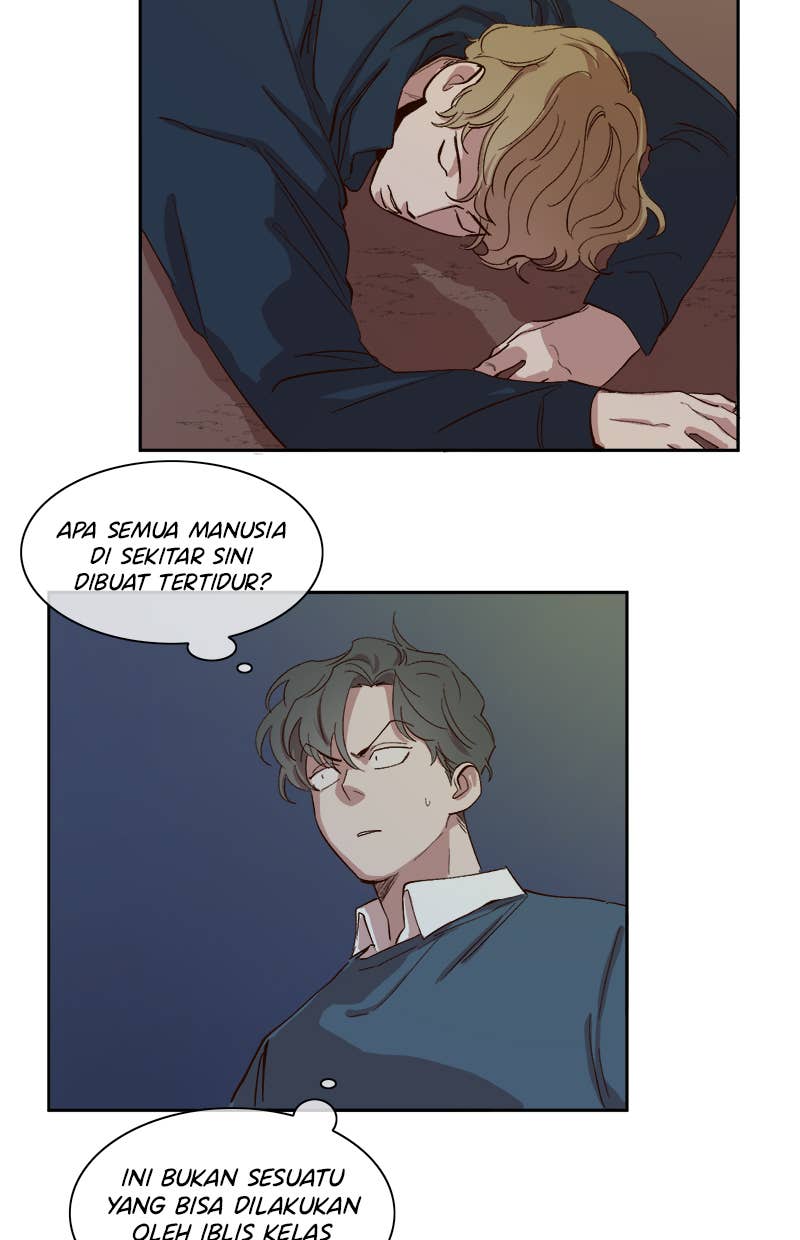 APA SEMUA MANUSIA
DI SEKITAR SINI
DIBUAT TERTIDUR?
INI BUKAN SESUATU
YANG BISA DILAKUKAN
OLEH IBLIS KELAS